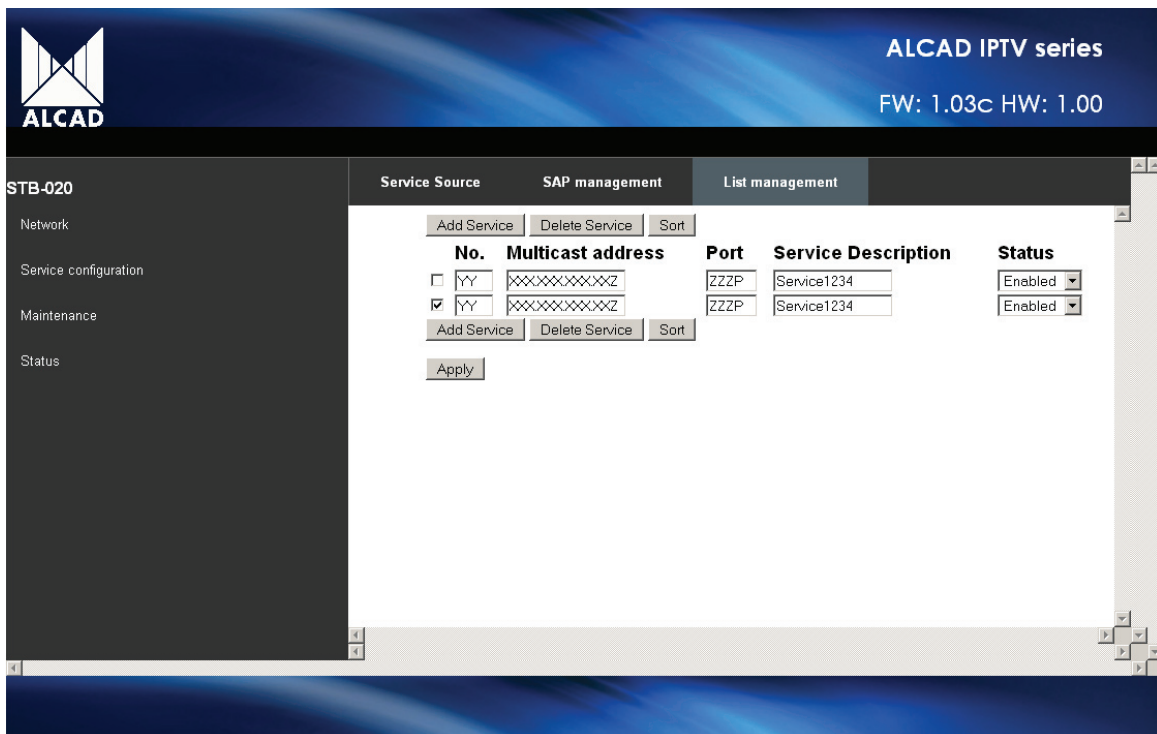 ALCAD IPTV series
FW: 1.03c HW: 1.00
ALCAD
STB-020
Network
Service configuration
Maintenance
Status
Service Source SAP management List management
Add Service Delete Service Sort
No. Multicast address Port Service Description Status
YY XXX.XXX.XXX.XXZ ZZZP Service1234 Enabled
YY XXX.XXX.XXX.XXZ ZZZP Service1234 Enabled
Add Service Delete Service Sort
Apply